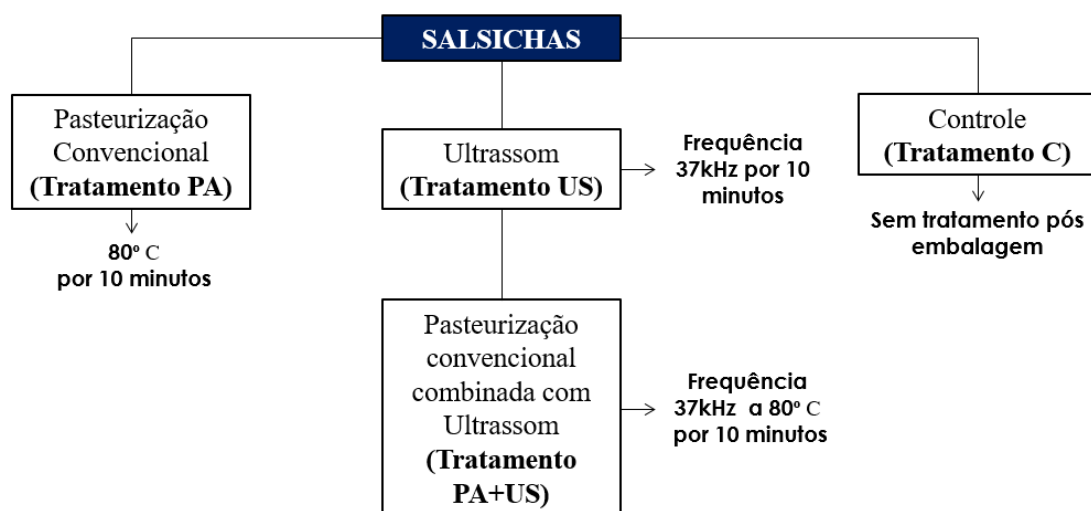 SALSICHAS
Pasteurização
Convencional
(Tratamento PA)
80º C
por 10 minutos
Ultrassom
(Tratamento US)
Frequência
37kHz por 10
minutos
Controle
(Tratamento C)
Sem tratamento pós
embalagem
Pasteurização
convencional
combinada com
Ultrassom
(Tratamento
PA+US)
Frequência
37kHz a 80º C
por 10 minutos